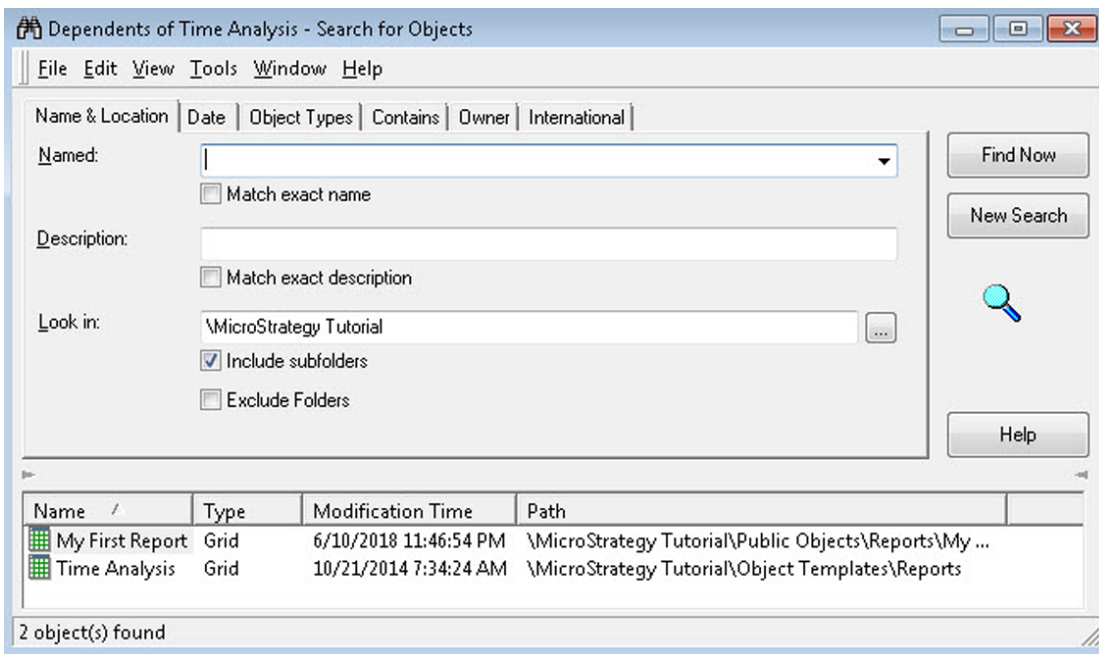 Dependents of Time Analysis - Search for Objects
File Edit View Tools Window Help
Name & Location Date Object Types Contains Owner International
Named:
Match exact name
Find Now
New Search
Description:
Match exact description
Look in:
\MicroStrategy Tutorial
...
Include subfolders
Exclude Folders
Help
Name Type Modification Time Path
My First Report Grid 6/10/2018 11:46:54 PM \MicroStrategy Tutorial\Public Objects\Reports\My ...
Time Analysis Grid 10/21/2014 7:34:24 AM \MicroStrategy Tutorial\Object Templates\Reports
2 object(s) found